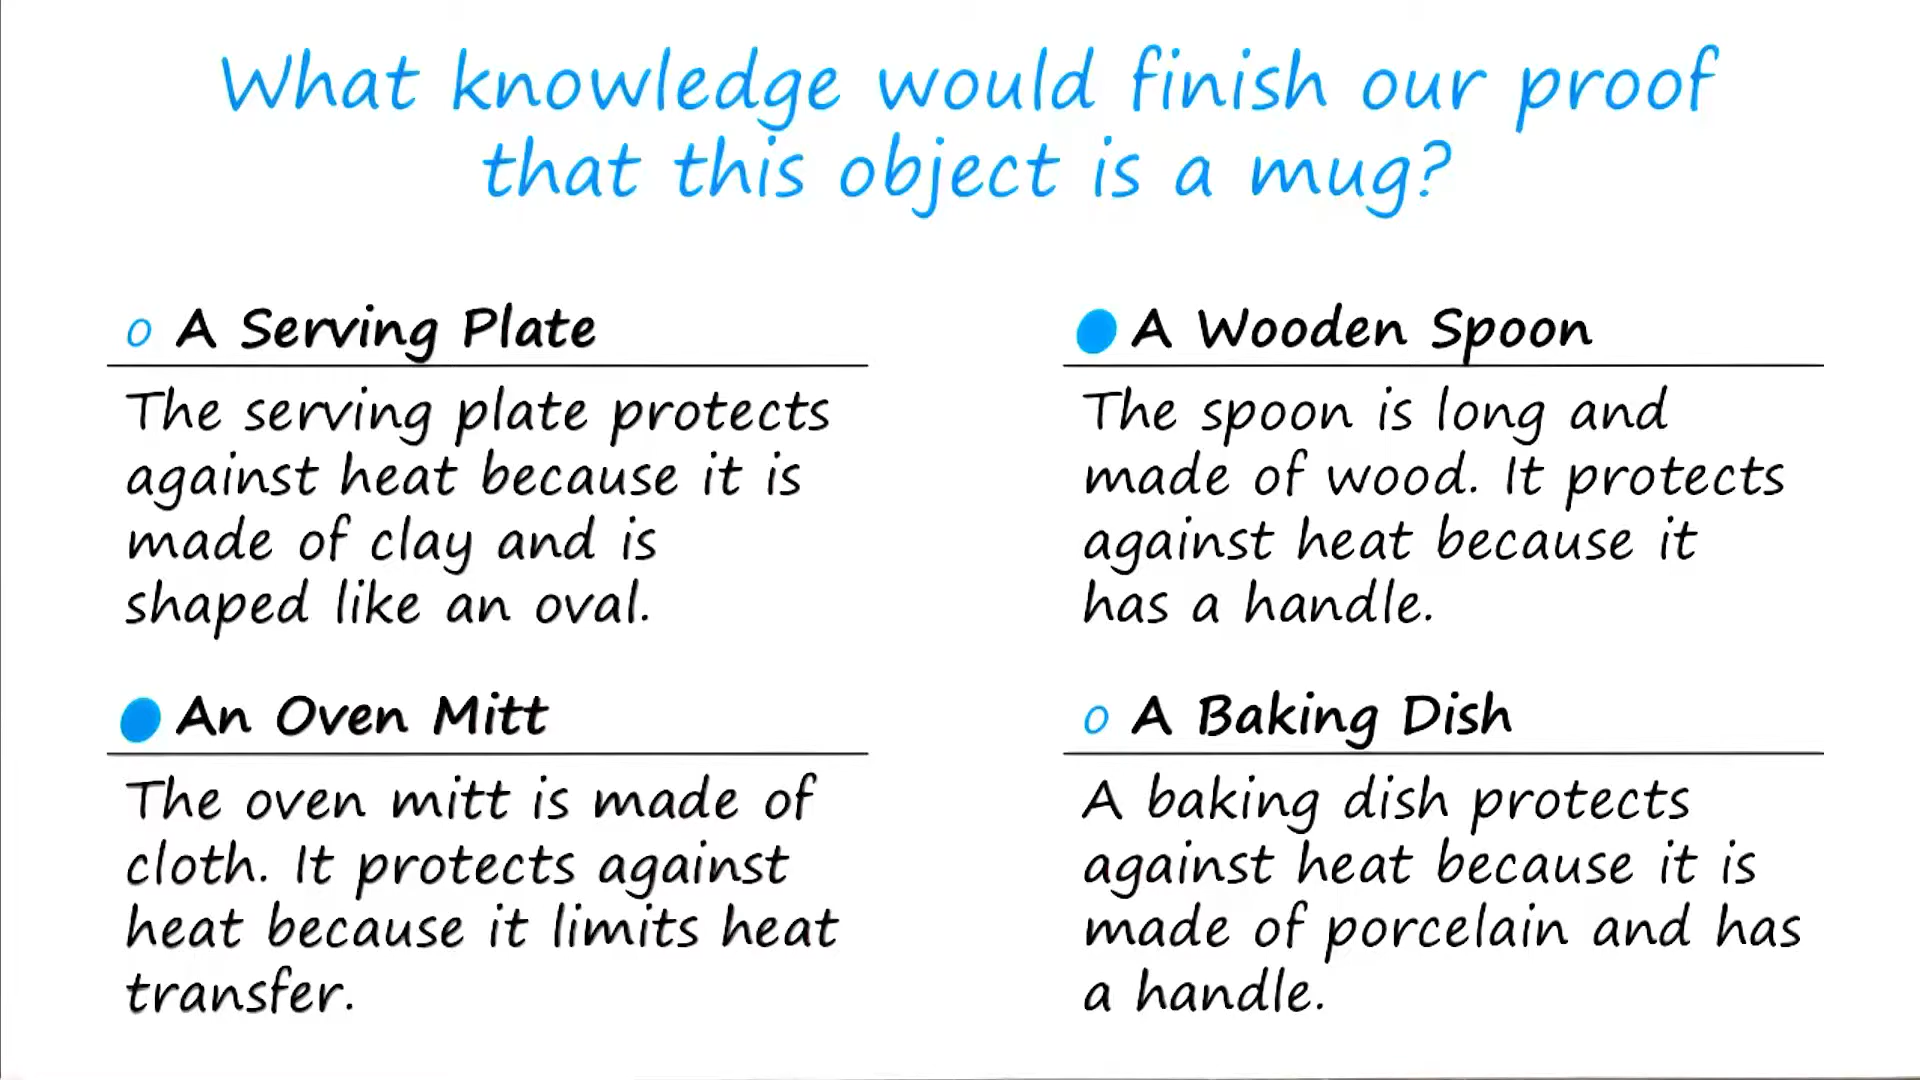 What knowledge would finish our proof
that this object is a mug?
o A Serving Plate
The serving plate protects
against heat because it is
made of clay and is
shaped like an oval.
A Wooden Spoon
The spoon is long and
made of wood. It protects
against heat because it
has a handle.
An Oven Mitt
The oven mitt is made of
cloth. It protects against
heat because it limits heat
transfer.
o A Baking Dish
A baking dish protects
against heat because it is
made of porcelain and has
a handle.